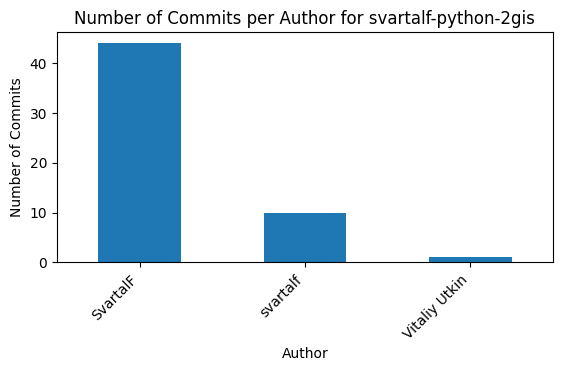 Number of Commits per Author for svartalf-python-2gis
Number of Commits
40
30
20
10
0
SvartalF
svartalf
Vitaliy Utkin
Author